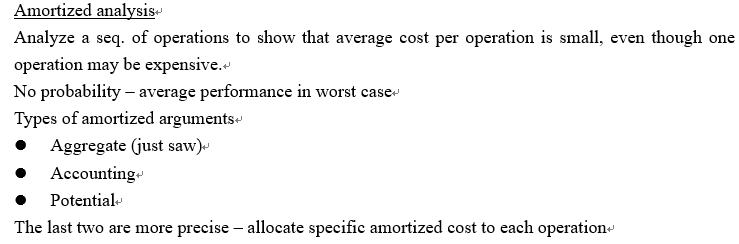 Amortized analysis↵
Analyze a seq. of operations to show that average cost per operation is small, even though one
operation may be expensive.↵
No probability – average performance in worst case↵
Types of amortized arguments↵
● Aggregate (just saw)↵
● Accounting↵
● Potential↵
The last two are more precise – allocate specific amortized cost to each operation↵